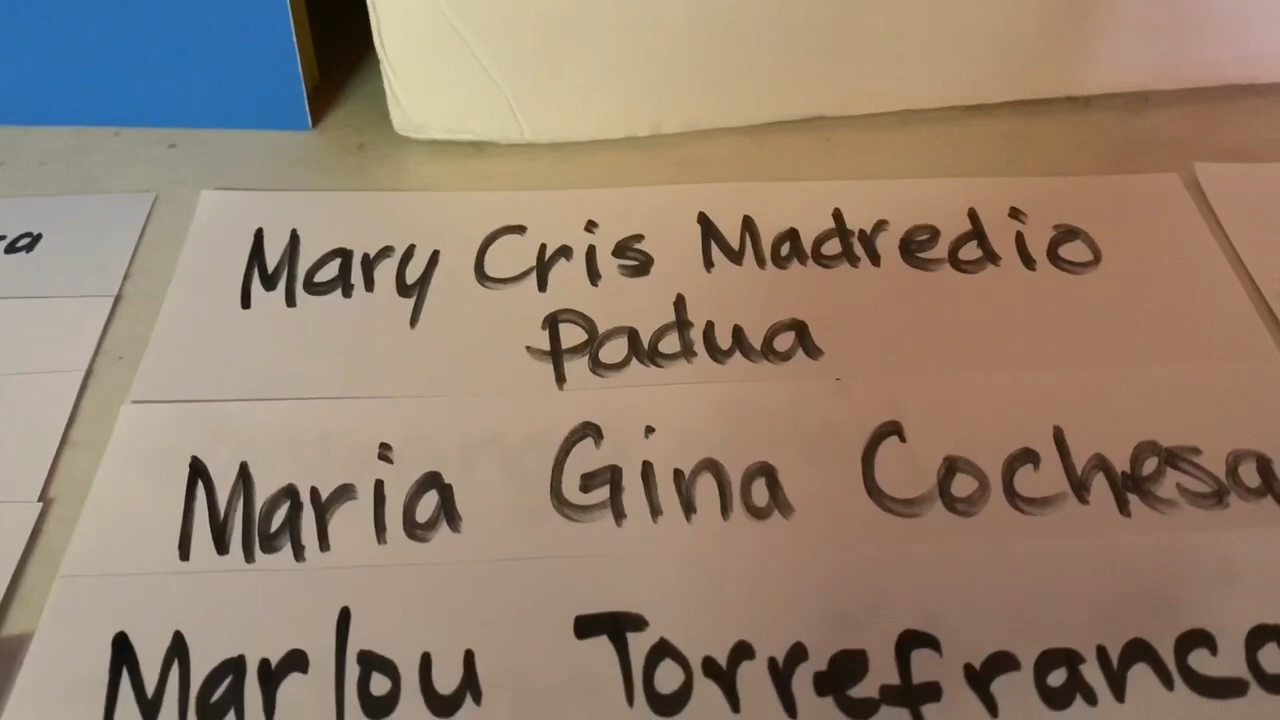 Mary Cris Madredio
Padua
Maria Gina Cochesa
Marlou Torrefranco